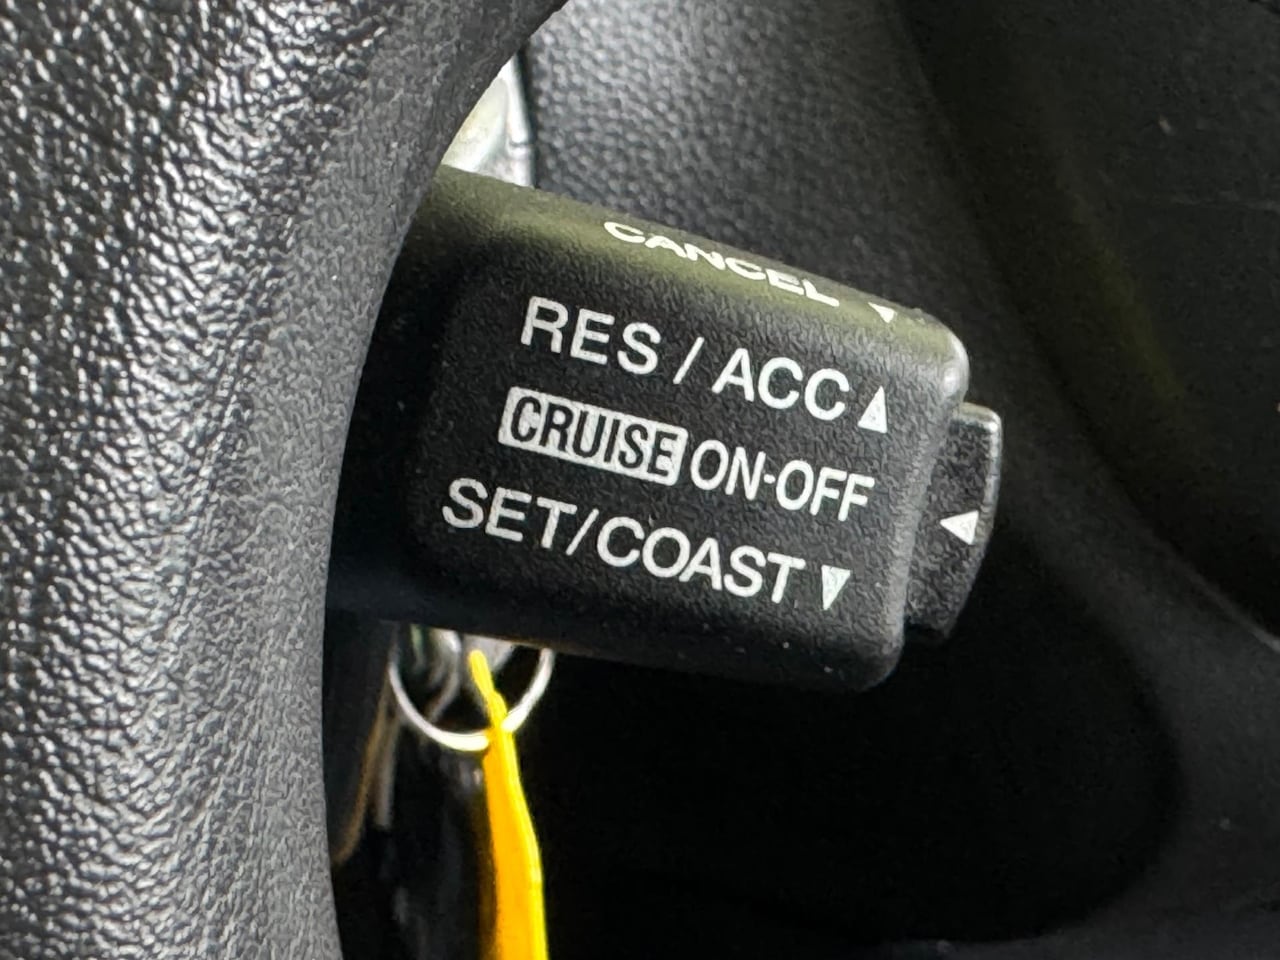 CANCEL ▼
RES / ACC ▲
CRUISE ON·OFF ◀
SET/COAST ▼